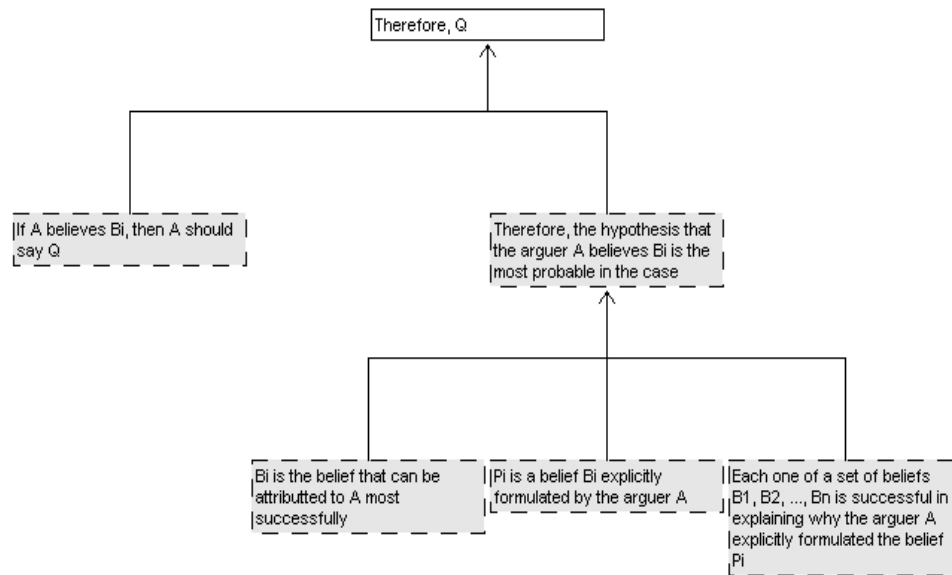 Therefore, Q
If A believes Bi, then A should
say Q
Therefore, the hypothesis that
the arguer A believes Bi is the
most probable in the case
Bi is the belief that can be
attributted to A most
successfully
Pi is a belief Bi explicitly
formulated by the arguer A
Each one of a set of beliefs
B1, B2, ..., Bn is successful in
explaining why the arguer A
explicitly formulated the belief
Pi